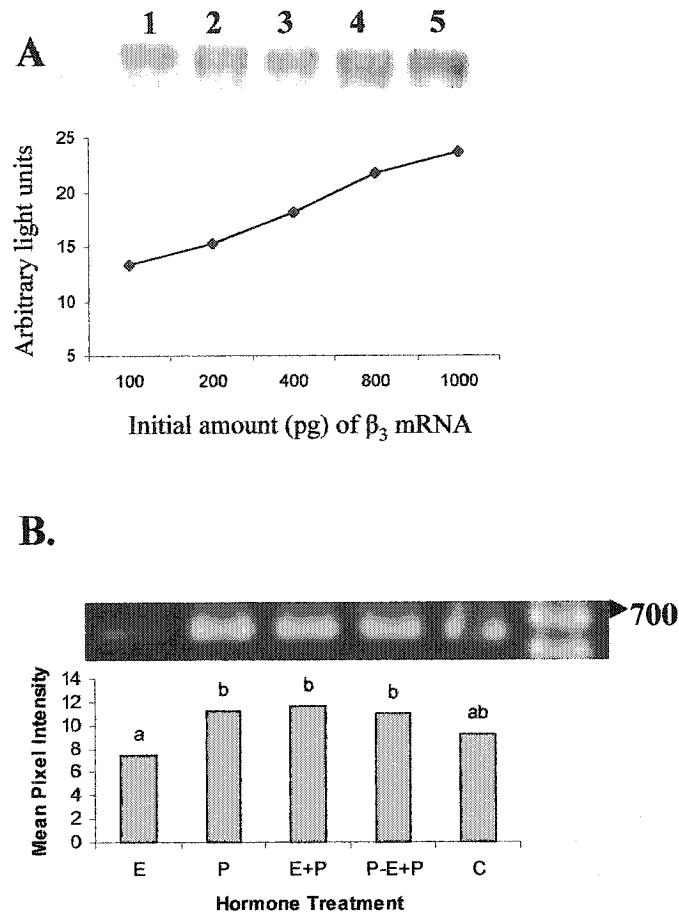 A
1 2 3 4 5
25
20
15
10
5
Arbitrary light units
100 200 400 800 1000
Initial amount (pg) of β₃ mRNA
B.
700
14
12
10
8
6
4
2
0
Mean Pixel Intensity
a b b b ab
E P E+P P-E+P C
Hormone Treatment